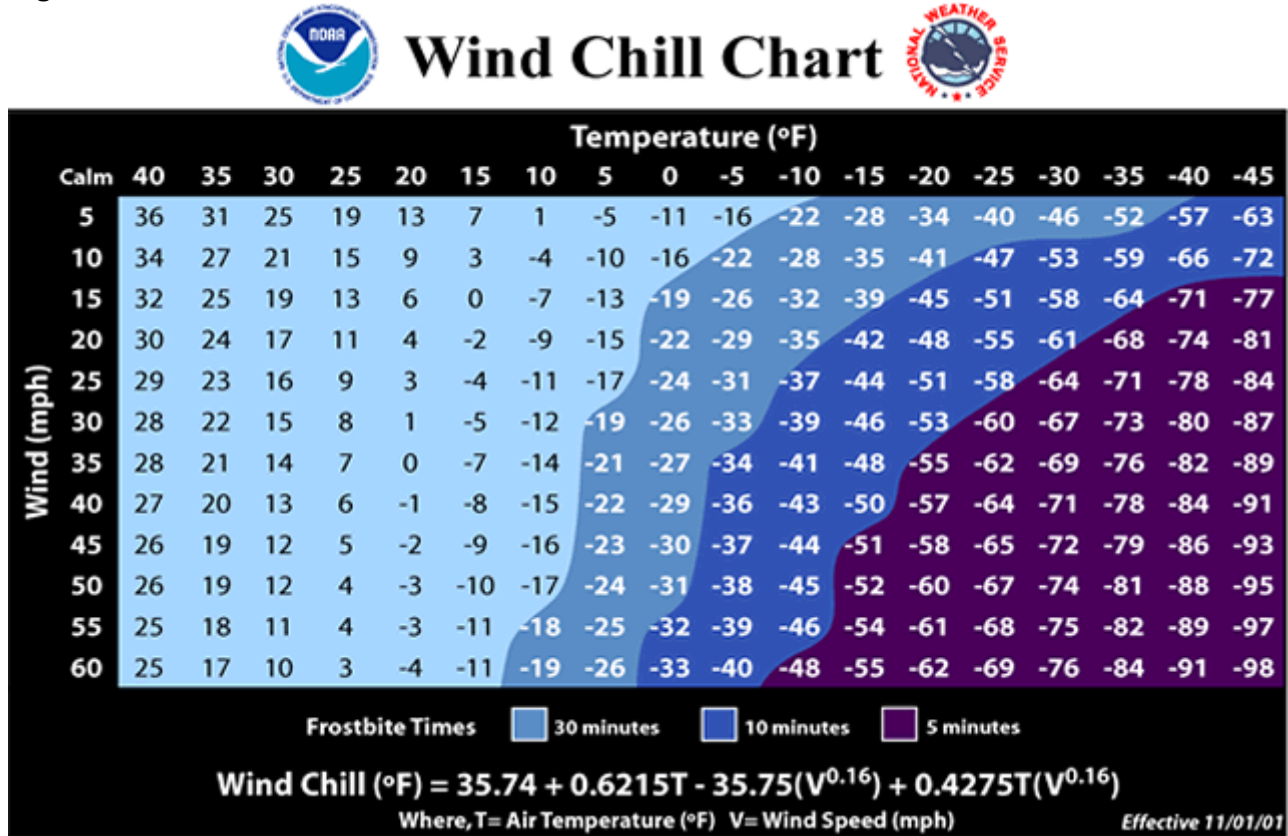 NOAA
Wind Chill Chart
NATIONAL WEATHER SERVICE
Temperature (ºF)
Calm 40 35 30 25 20 15 10 5 0 -5 -10 -15 -20 -25 -30 -35 -40 -45
5 36 31 25 19 13 7 1 -5 -11 -16 -22 -28 -34 -40 -46 -52 -57 -63
10 34 27 21 15 9 3 -4 -10 -16 -22 -28 -35 -41 -47 -53 -59 -66 -72
15 32 25 19 13 6 0 -7 -13 -19 -26 -32 -39 -45 -51 -58 -64 -71 -77
20 30 24 17 11 4 -2 -9 -15 -22 -29 -35 -42 -48 -55 -61 -68 -74 -81
25 29 23 16 9 3 -4 -11 -17 -24 -31 -37 -44 -51 -58 -64 -71 -78 -84
30 28 22 15 8 1 -5 -12 -19 -26 -33 -39 -46 -53 -60 -67 -73 -80 -87
35 28 21 14 7 0 -7 -14 -21 -27 -34 -41 -48 -55 -62 -69 -76 -82 -89
40 27 20 13 6 -1 -8 -15 -22 -29 -36 -43 -50 -57 -64 -71 -78 -84 -91
45 26 19 12 5 -2 -9 -16 -23 -30 -37 -44 -51 -58 -65 -72 -79 -86 -93
50 26 19 12 4 -3 -10 -17 -24 -31 -38 -45 -52 -60 -67 -74 -81 -88 -95
55 25 18 11 4 -3 -11 -18 -25 -32 -39 -46 -54 -61 -68 -75 -82 -89 -97
60 25 17 10 3 -4 -11 -19 -26 -33 -40 -48 -55 -62 -69 -76 -84 -91 -98
Wind (mph)
Frostbite Times 30 minutes 10 minutes 5 minutes
Wind Chill (ºF) = 35.74 + 0.6215T - 35.75(V^0.16) + 0.4275T(V^0.16)
Where, T= Air Temperature (ºF) V= Wind Speed (mph) Effective 11/01/01